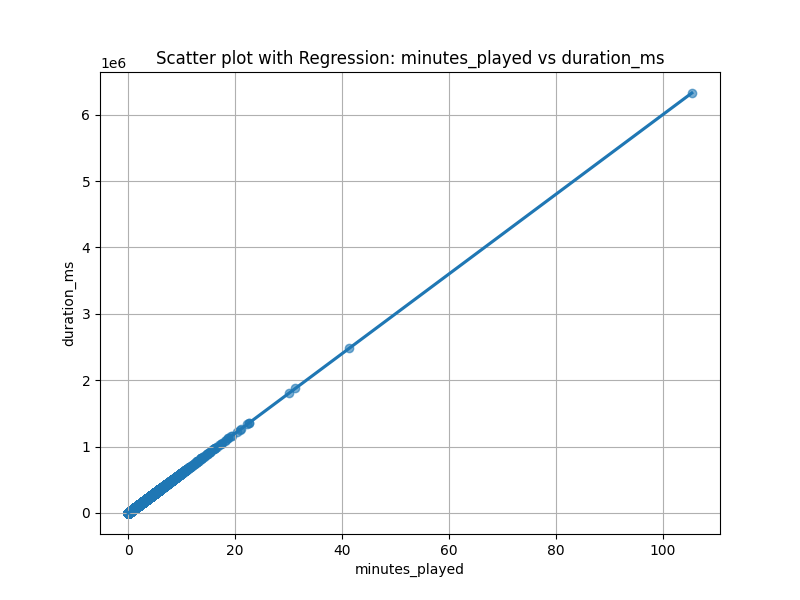 Scatter plot with Regression: minutes_played vs duration_ms
1e6
6
5
4
3
2
1
0
duration_ms
0 20 40 60 80 100
minutes_played